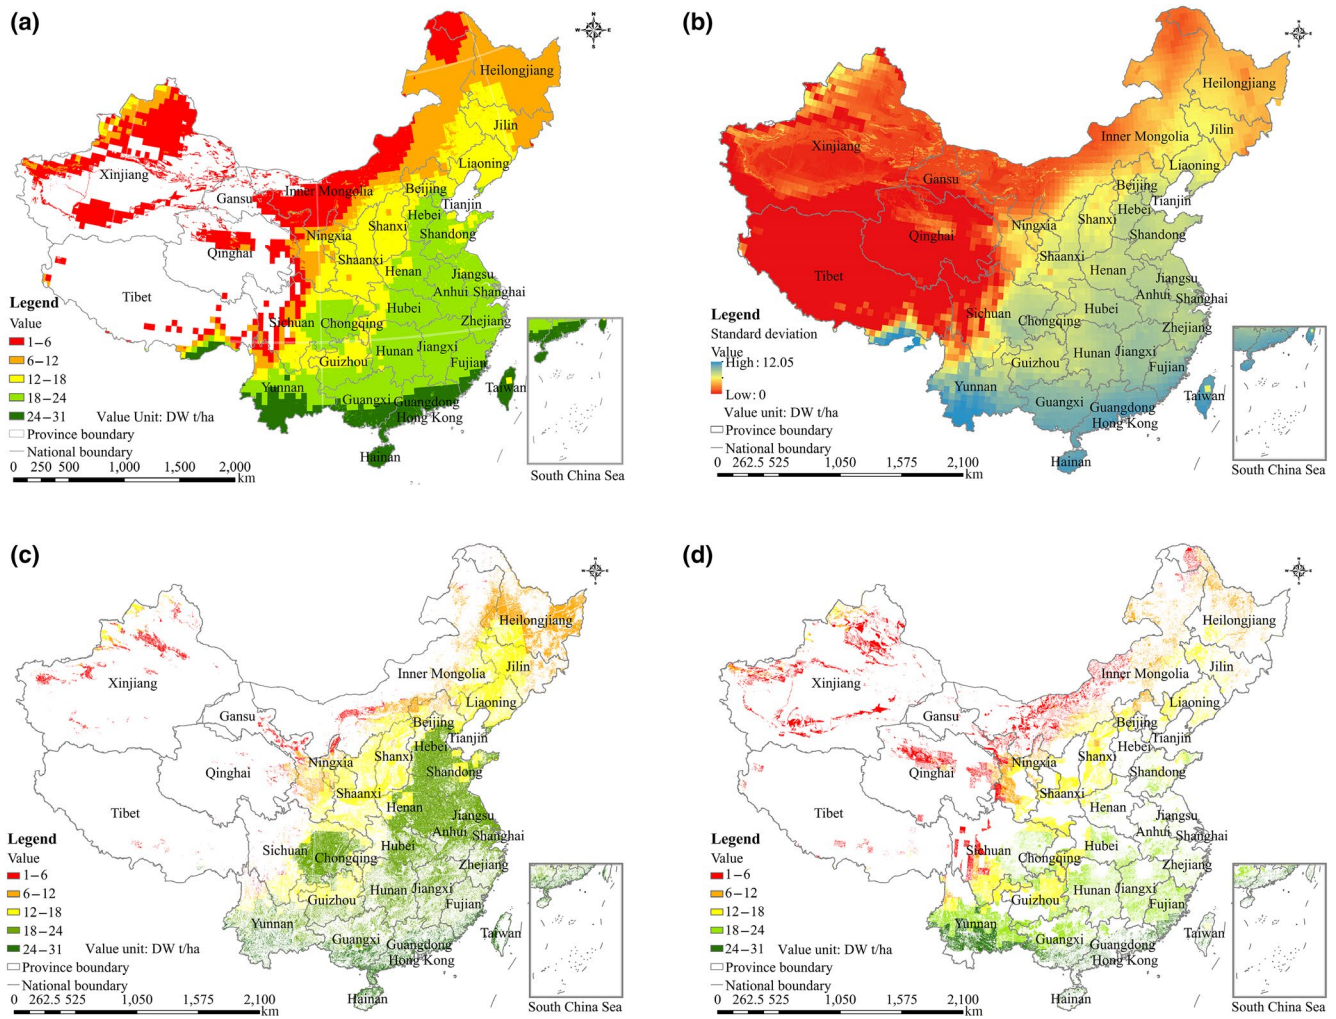 (a)
N
W E
S
Heilongjiang
Jilin
Liaoning
Xinjiang
Gansu
Inner Mongolia
Beijing
Tianjin
Hebei
Shanxi
Shandong
Ningxia
Qinghai
Shaanxi
Henan
Jiangsu
Tibet
Anhui Shanghai
Hubei
Sichuan Chongqing
Zhejiang
Hunan Jiangxi
Guizhou
Fujian
Yunnan
Taiwan
Guangxi Guangdong
Hong Kong
Hainan
Legend
Value
1–6
6–12
12–18
18–24
24–31 Value Unit: DW t/ha
Province boundary
National boundary
0 250 500 1,000 1,500 2,000
km
South China Sea
(b)
N
W E
S
Heilongjiang
Inner Mongolia
Jilin
Xinjiang
Liaoning
Gansu
Beijing
Tianjin
Hebei
Shanxi
Ningxia
Qinghai
Shandong
Shaanxi
Henan
Tibet
Jiangsu
Anhui
Shanghai
Sichuan
Hubei
Chongqing
Zhejiang
Hunan Jiangxi
Guizhou
Fujian
Yunnan
Taiwan
Guangxi
Guangdong
Hong Kong
Hainan
Legend
Standard deviation
Value
High: 12.05
Low: 0
Value unit: DW t/ha
Province boundary
National boundary
0 262.5 525 1,050 1,575 2,100
km
South China Sea
(c)
N
W E
S
Heilongjiang
Jilin
Inner Mongolia
Xinjiang
Liaoning
Gansu
Beijing
Tianjin
Hebei
Shanxi
Ningxia
Qinghai
Shandong
Shaanxi
Henan
Tibet
Jiangsu
Anhui
Shanghai
Hubei
Sichuan
Chongqing
Zhejiang
Hunan Jiangxi
Guizhou
Fujian
Yunnan
Taiwan
Guangxi
Guangdong
Hong Kong
Hainan
Legend
Value
1–6
6–12
12–18
18–24
24–31 Value unit: DW t/ha
Province boundary
National boundary
0 262.5 525 1,050 1,575 2,100
km
South China Sea
(d)
N
W E
S
Heilongjiang
Jilin
Inner Mongolia
Xinjiang
Liaoning
Gansu
Beijing
Tianjin
Hebei
Shanxi
Ningxia
Qinghai
Shandong
Shaanxi
Henan
Tibet
Jiangsu
Anhui
Shanghai
Hubei
Sichuan
Chongqing
Zhejiang
Hunan Jiangxi
Guizhou
Fujian
Yunnan
Taiwan
Guangxi
Guangdong
Hong Kong
Hainan
Legend
Value
1–6
6–12
12–18
18–24
24–31 Value unit: DW t/ha
Province boundary
National boundary
0 262.5 525 1,050 1,575 2,100
km
South China Sea